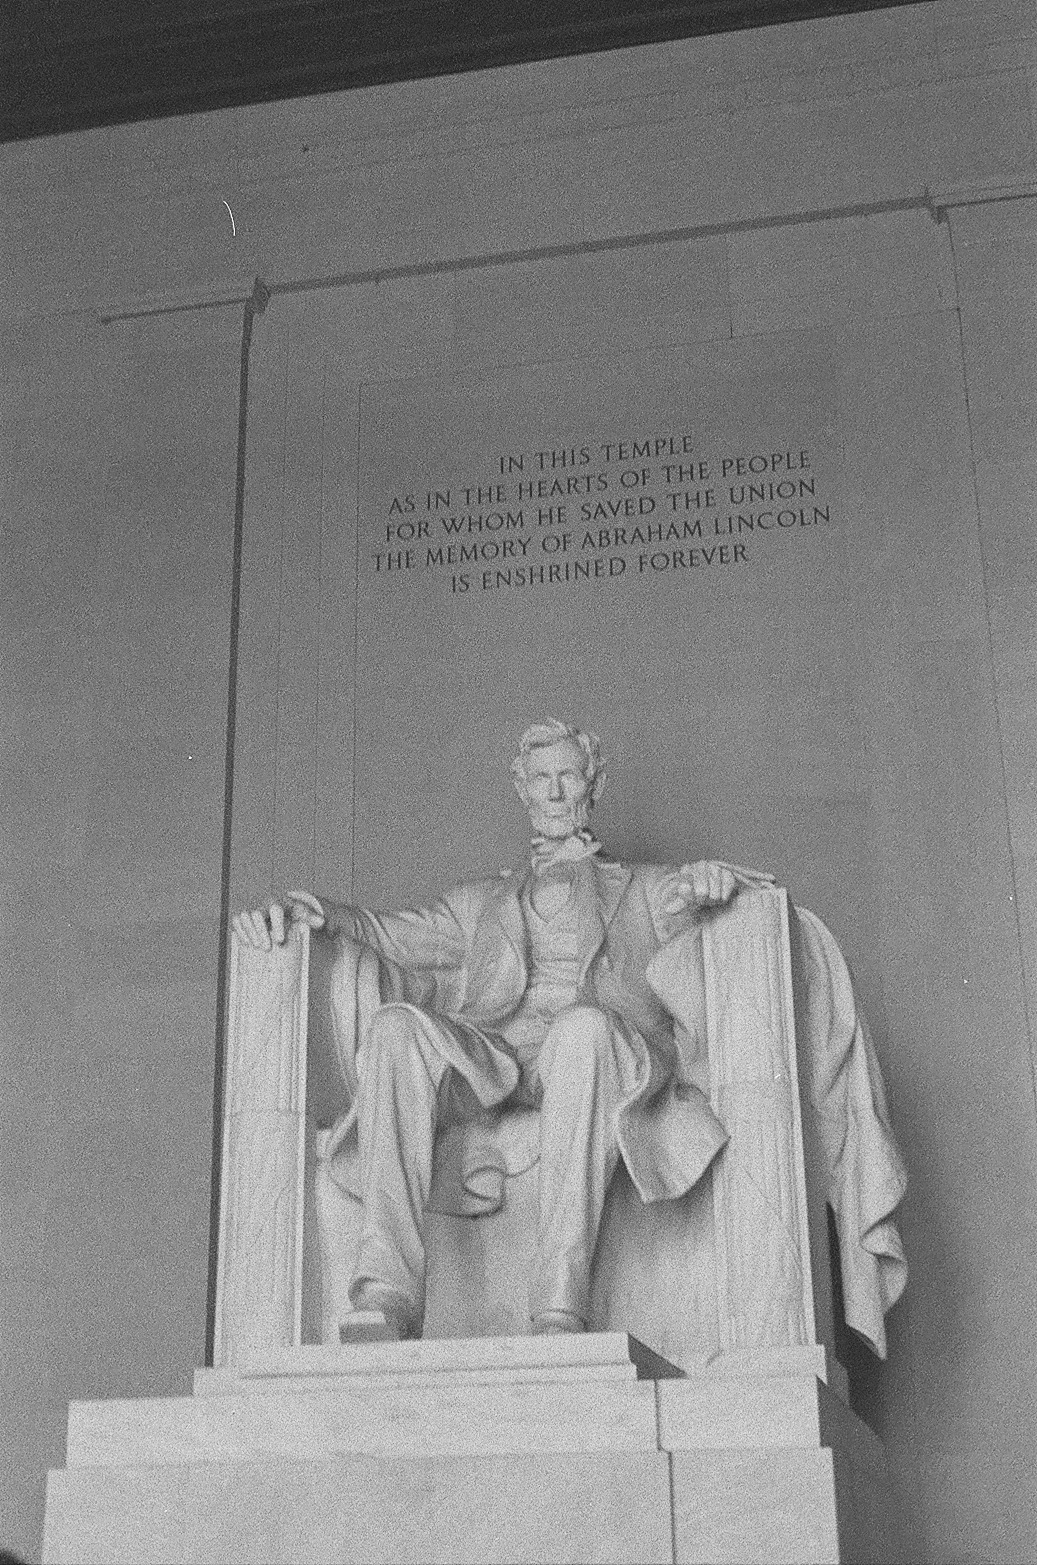 IN THIS TEMPLE
AS IN THE HEARTS OF THE PEOPLE
FOR WHOM HE SAVED THE UNION
THE MEMORY OF ABRAHAM LINCOLN
IS ENSHRINED FOREVER